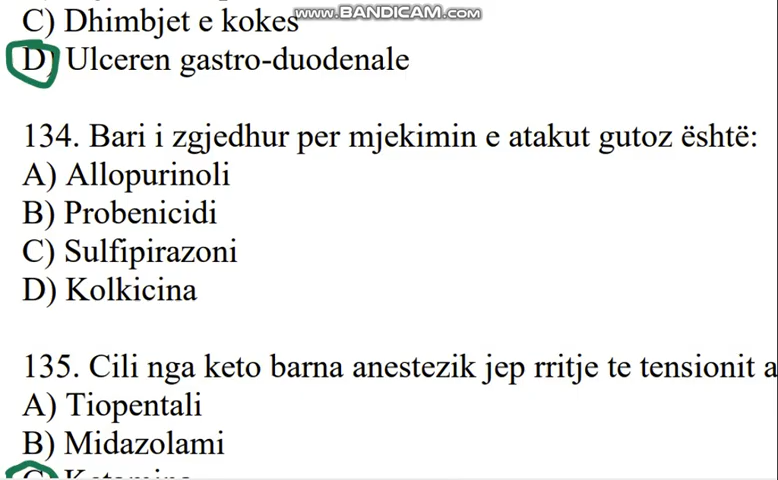 www.BANDICAM.com
C) Dhimbjet e kokes
D) Ulceren gastro-duodenale
134. Bari i zgjedhur per mjekimin e atakut gutoz është:
A) Allopurinoli
B) Probenicidi
C) Sulfipirazoni
D) Kolkicina
135. Cili nga keto barna anestezik jep rritje te tensionit a
A) Tiopentali
B) Midazolami
C) Ketamina